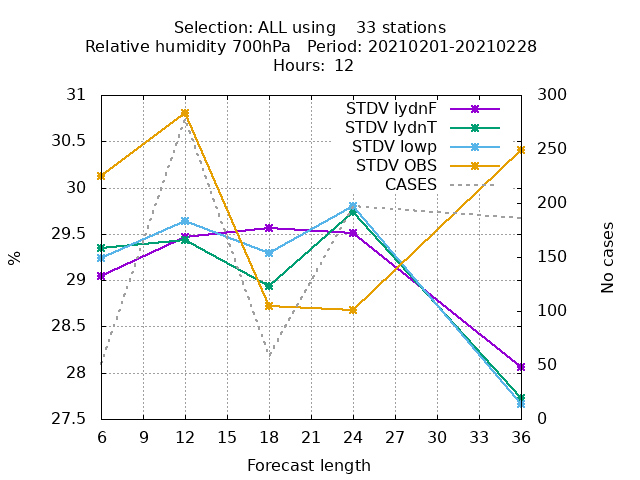 Selection: ALL using    33 stations
Relative humidity 700hPa   Period: 20210201-20210228
Hours:  12
STDV lydnF
STDV lydnT
STDV lowp
STDV OBS
CASES
31
30.5
30
29.5
29
28.5
28
27.5
300
250
200
150
100
50
0
%
No cases
6 9 12 15 18 21 24 27 30 33 36
Forecast length